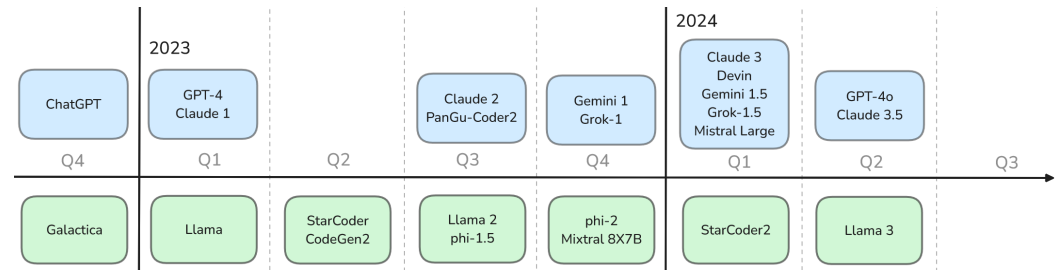 2024
2023
ChatGPT
GPT-4
Claude 1
Claude 2
PanGu-Coder2
Gemini 1
Grok-1
Claude 3
Devin
Gemini 1.5
Grok-1.5
Mistral Large
GPT-4o
Claude 3.5
Q4
Q1
Q2
Q3
Q4
Q1
Q2
Q3
Galactica
Llama
StarCoder
CodeGen2
Llama 2
phi-1.5
phi-2
Mixtral 8X7B
StarCoder2
Llama 3